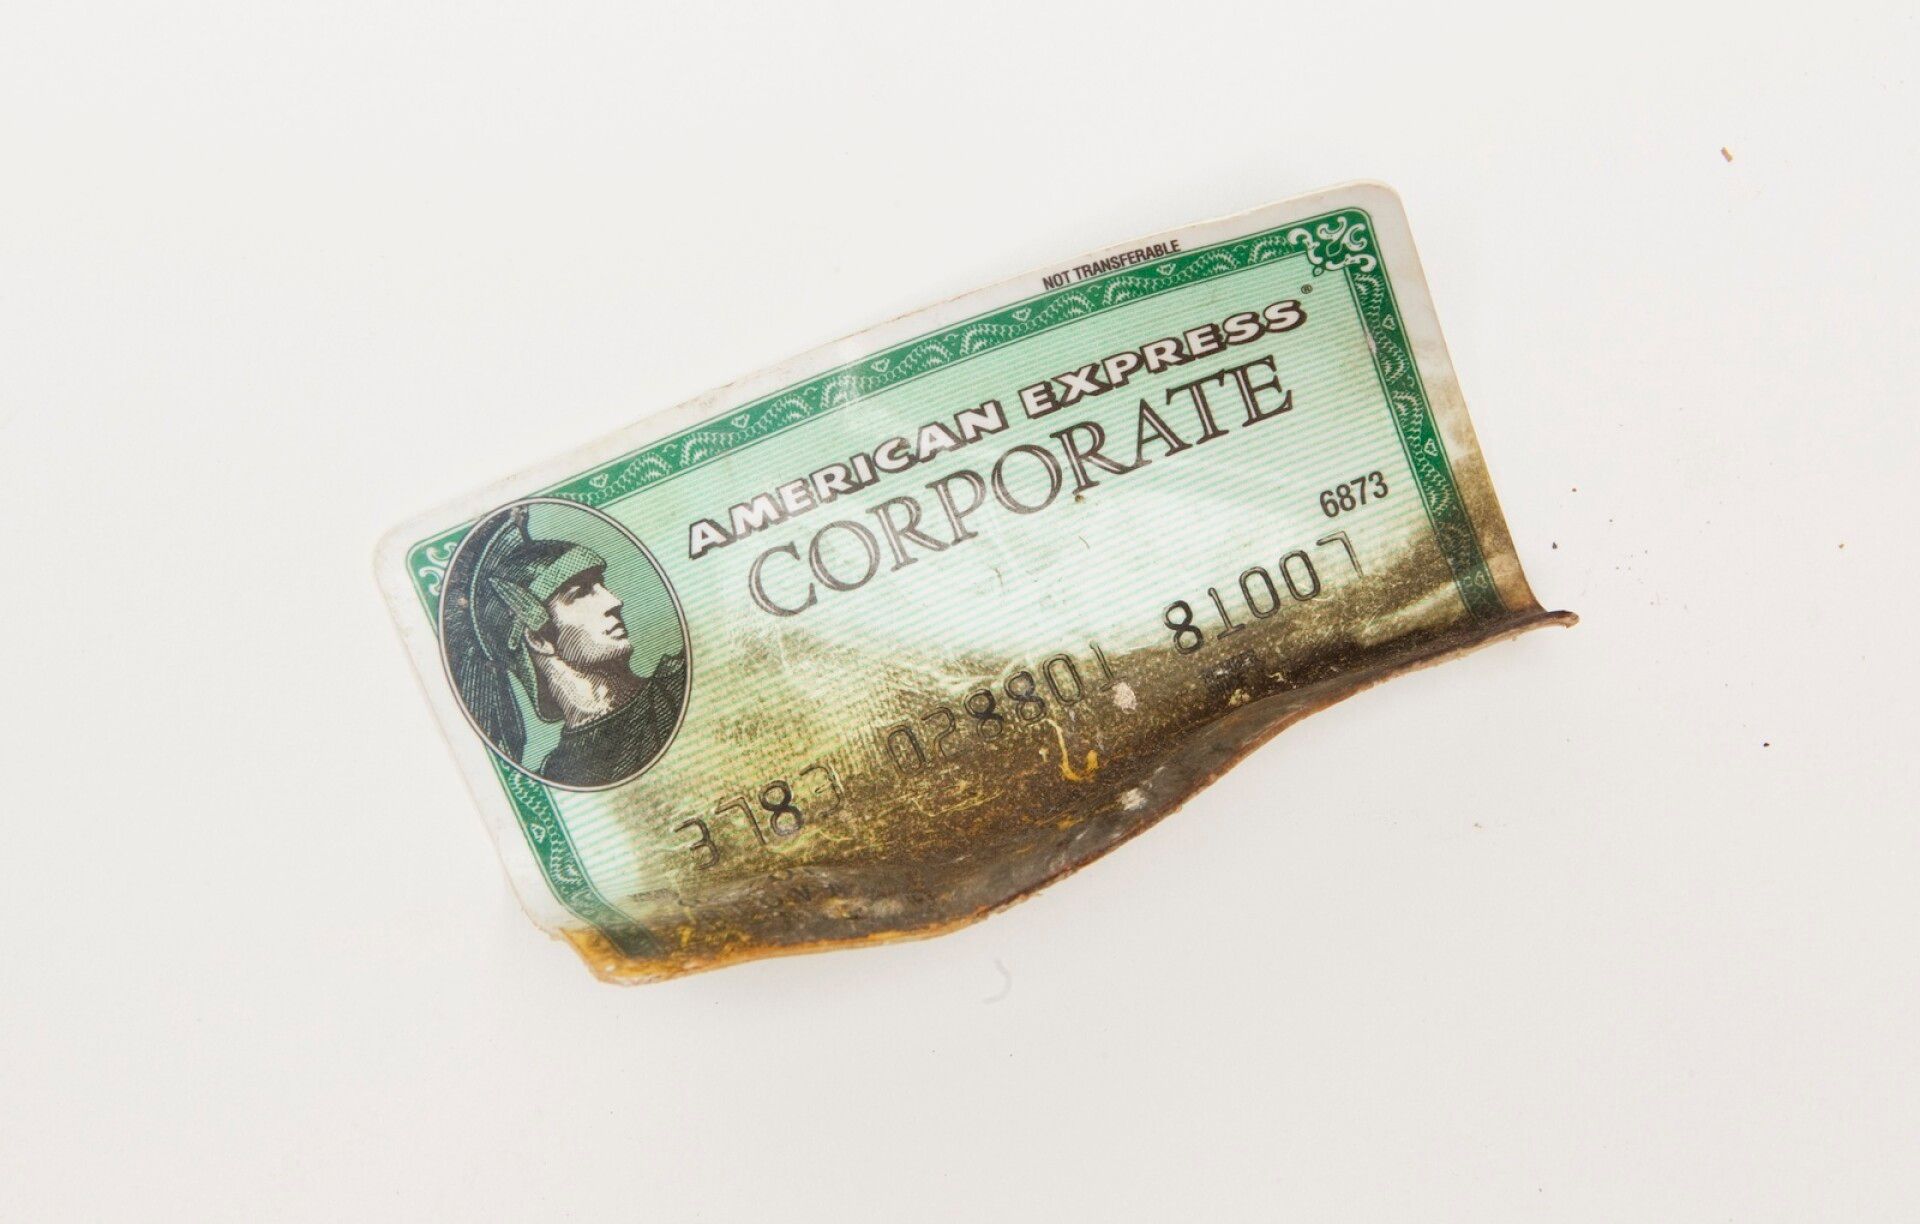 NOT TRANSFERABLE
AMERICAN EXPRESS®
CORPORATE
6873
3783 028801 81007